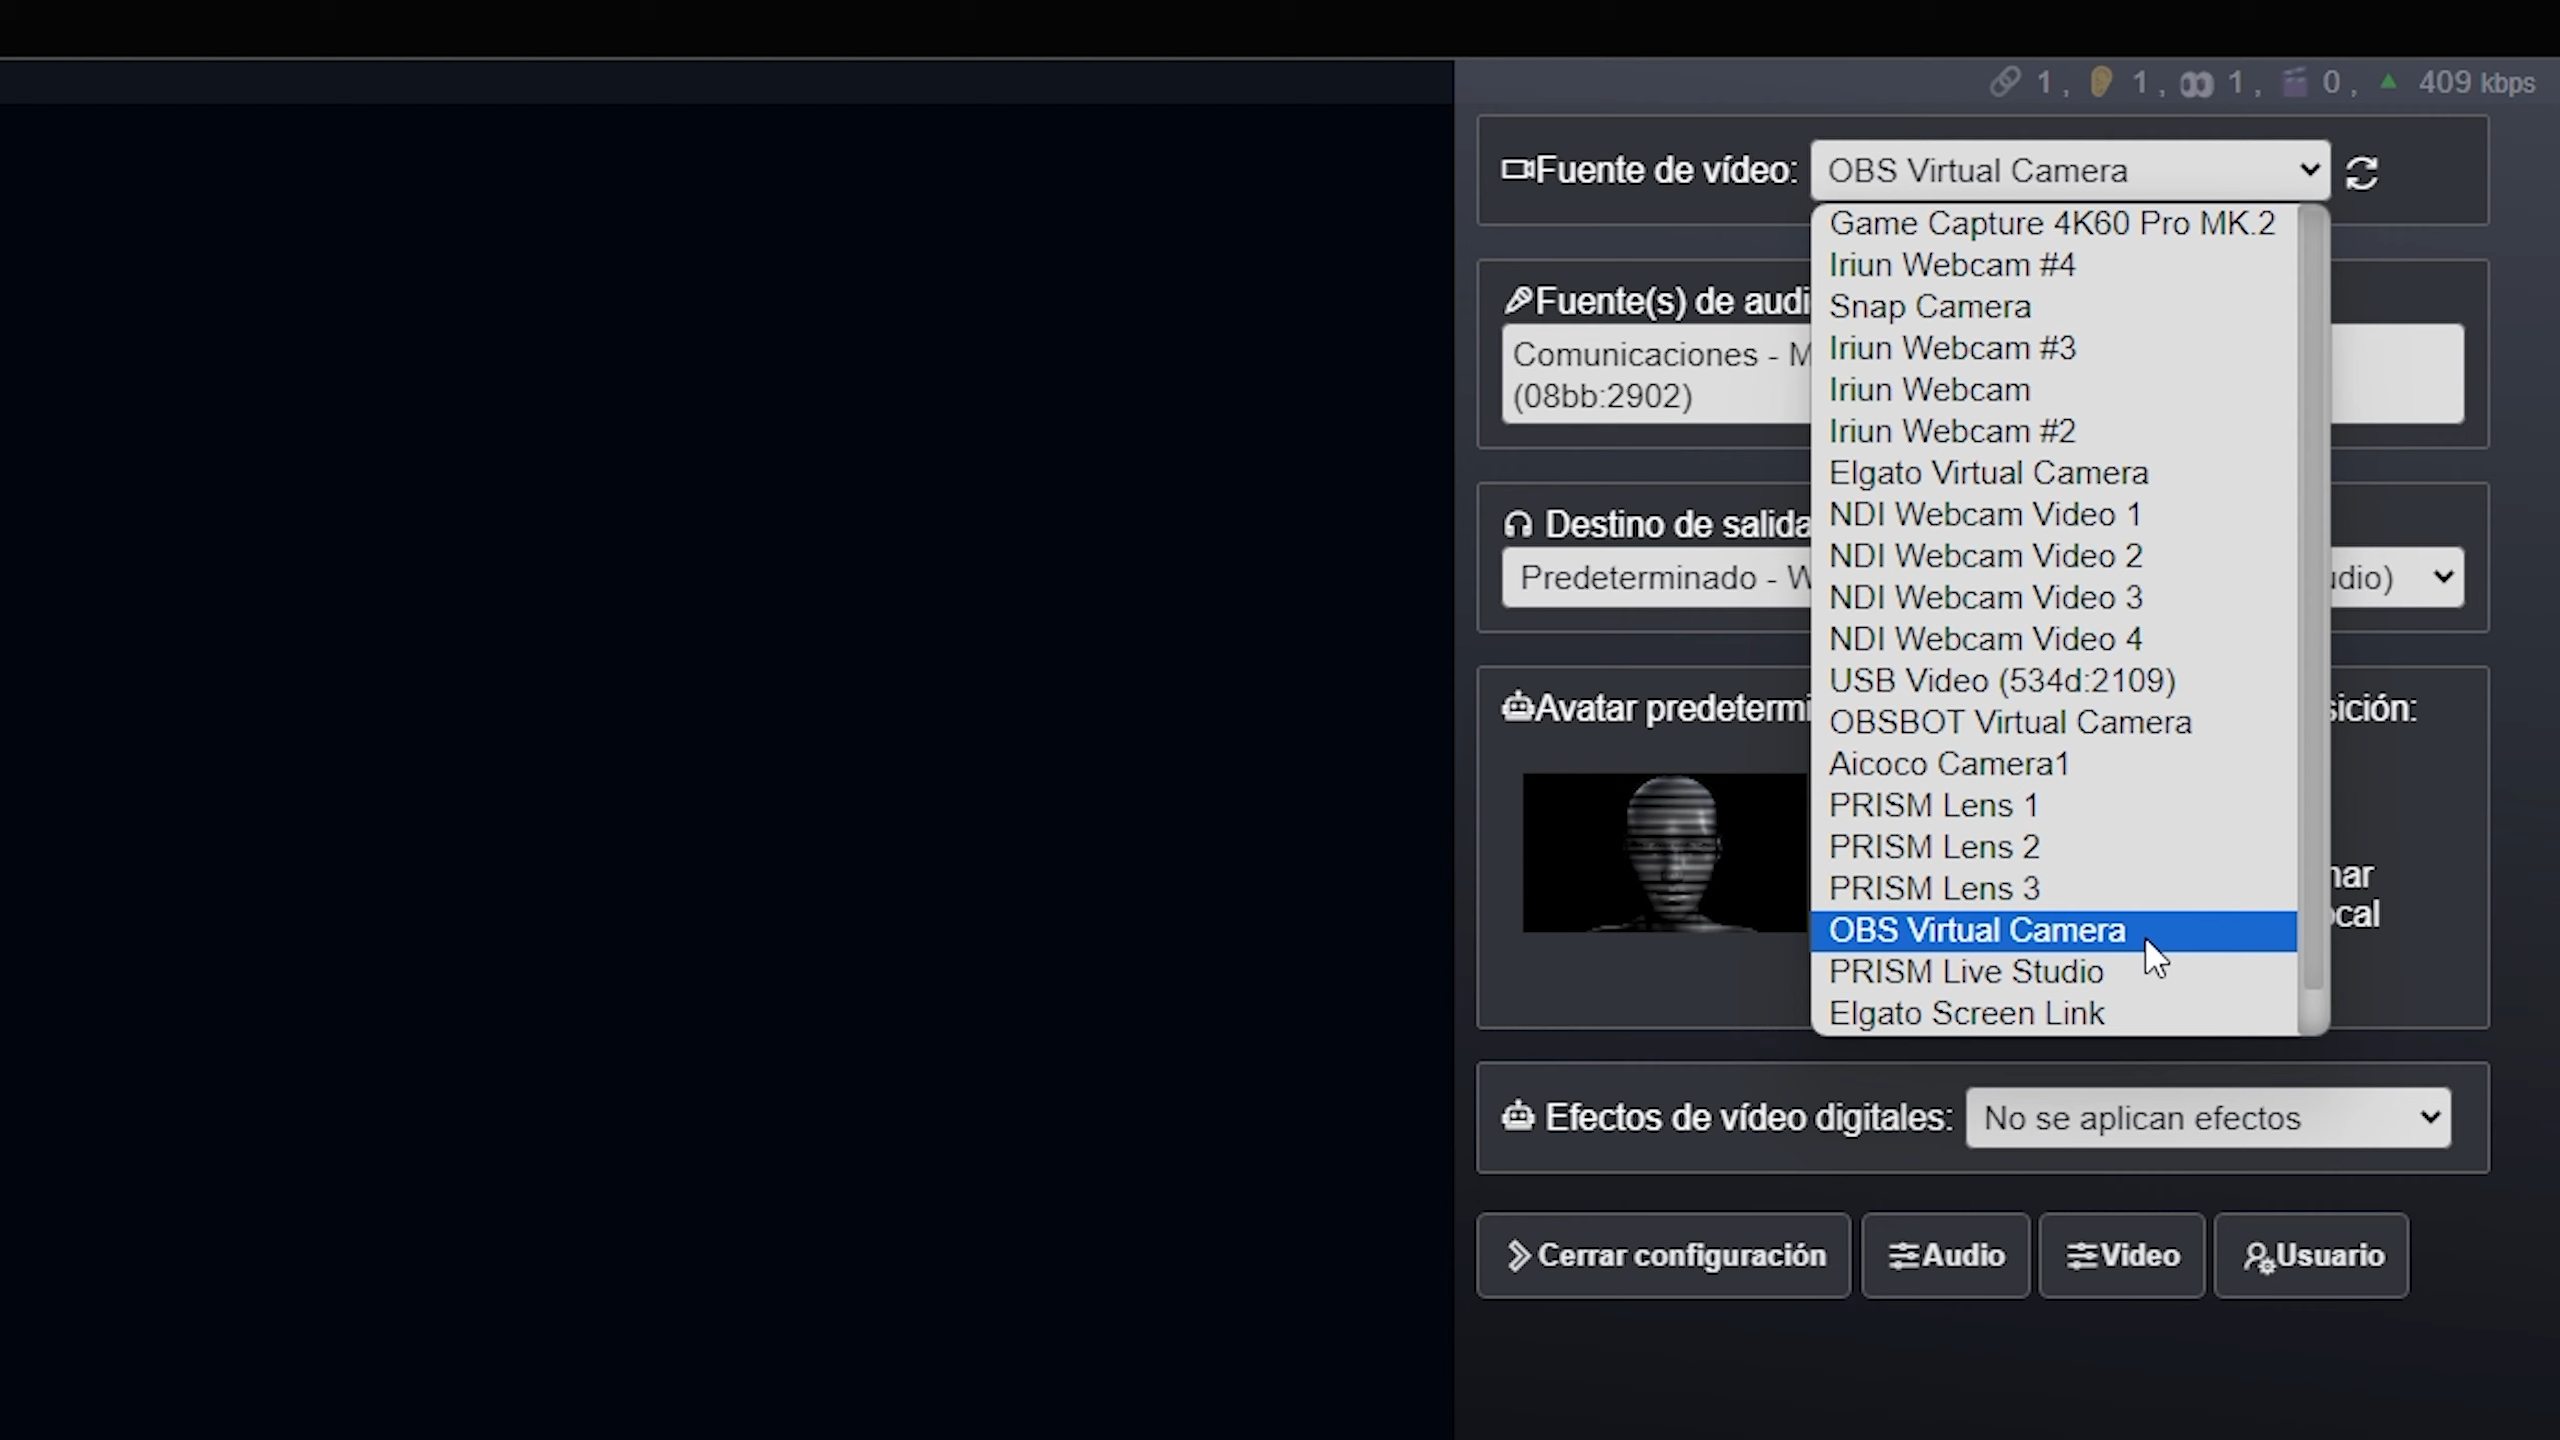 1, 1, 1, 0, 409 kbps
Fuente de vídeo: OBS Virtual Camera
Game Capture 4K60 Pro MK.2
Iriun Webcam #4
Snap Camera
Iriun Webcam #3
Iriun Webcam
Iriun Webcam #2
Elgato Virtual Camera
NDI Webcam Video 1
NDI Webcam Video 2
NDI Webcam Video 3
NDI Webcam Video 4
USB Video (534d:2109)
OBSBOT Virtual Camera
Aicoco Camera1
PRISM Lens 1
PRISM Lens 2
PRISM Lens 3
OBS Virtual Camera
PRISM Live Studio
Elgato Screen Link
Fuente(s) de audi
Comunicaciones - M
(08bb:2902)
Destino de salida
Predeterminado - W udio)
Avatar predetermi sición:
nar
ocal
Efectos de vídeo digitales: No se aplican efectos
Cerrar configuración Audio Video Usuario